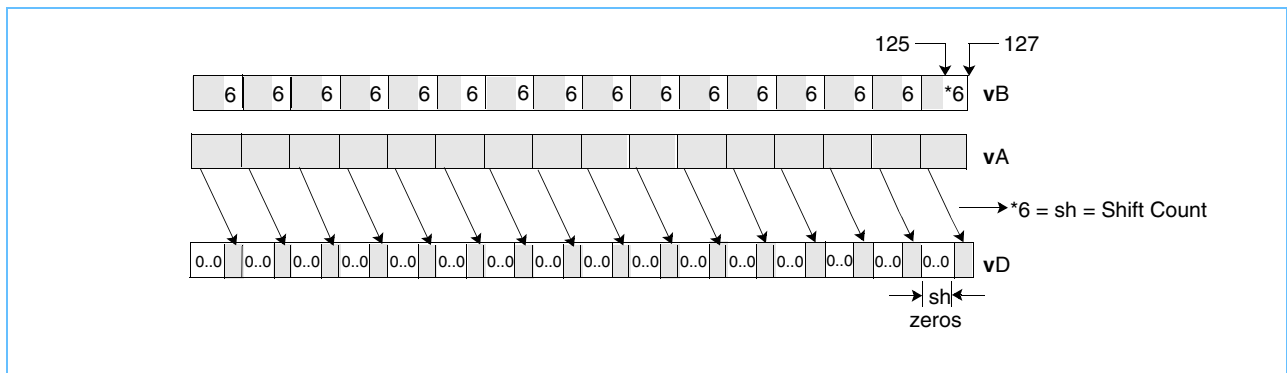 125 127
6 6 6 6 6 6 6 6 6 6 6 6 6 6 6 *6 vB
vA
*6 = sh = Shift Count
0..0 0..0 0..0 0..0 0..0 0..0 0..0 0..0 0..0 0..0 0..0 0..0 0..0 0..0 0..0 0..0 vD
sh
zeros